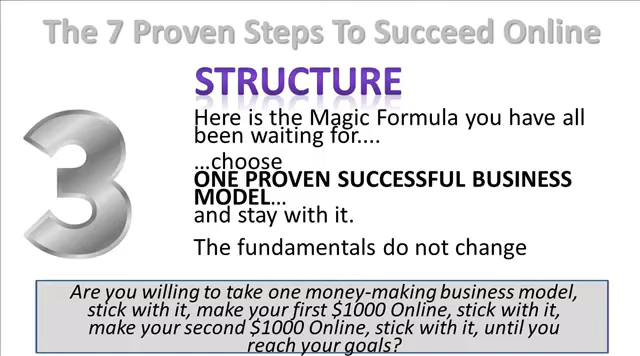 The 7 Proven Steps To Succeed Online
STRUCTURE
3
Here is the Magic Formula you have all
been waiting for....
...choose
ONE PROVEN SUCCESSFUL BUSINESS
MODEL...
and stay with it.
The fundamentals do not change
Are you willing to take one money-making business model,
stick with it, make your first $1000 Online, stick with it,
make your second $1000 Online, stick with it, until you
reach your goals?